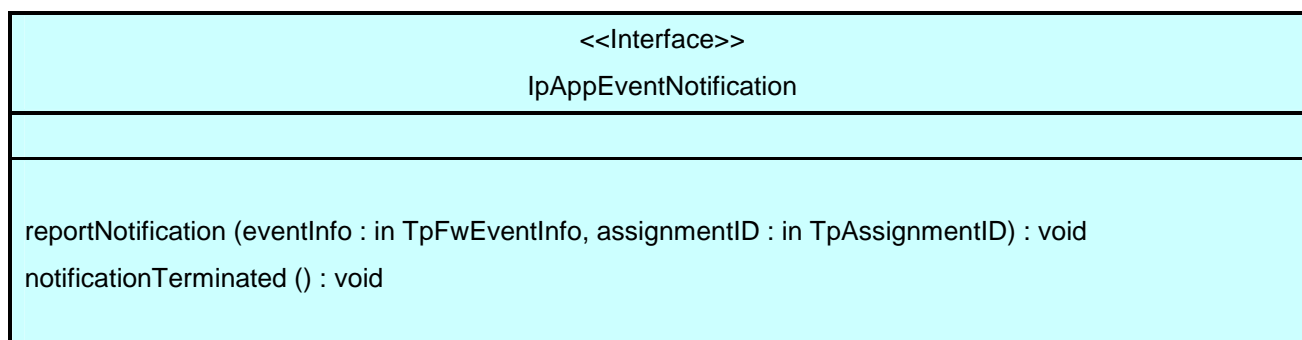 <<Interface>>
IpAppEventNotification
reportNotification (eventInfo : in TpFwEventInfo, assignmentID : in TpAssignmentID) : void
notificationTerminated () : void